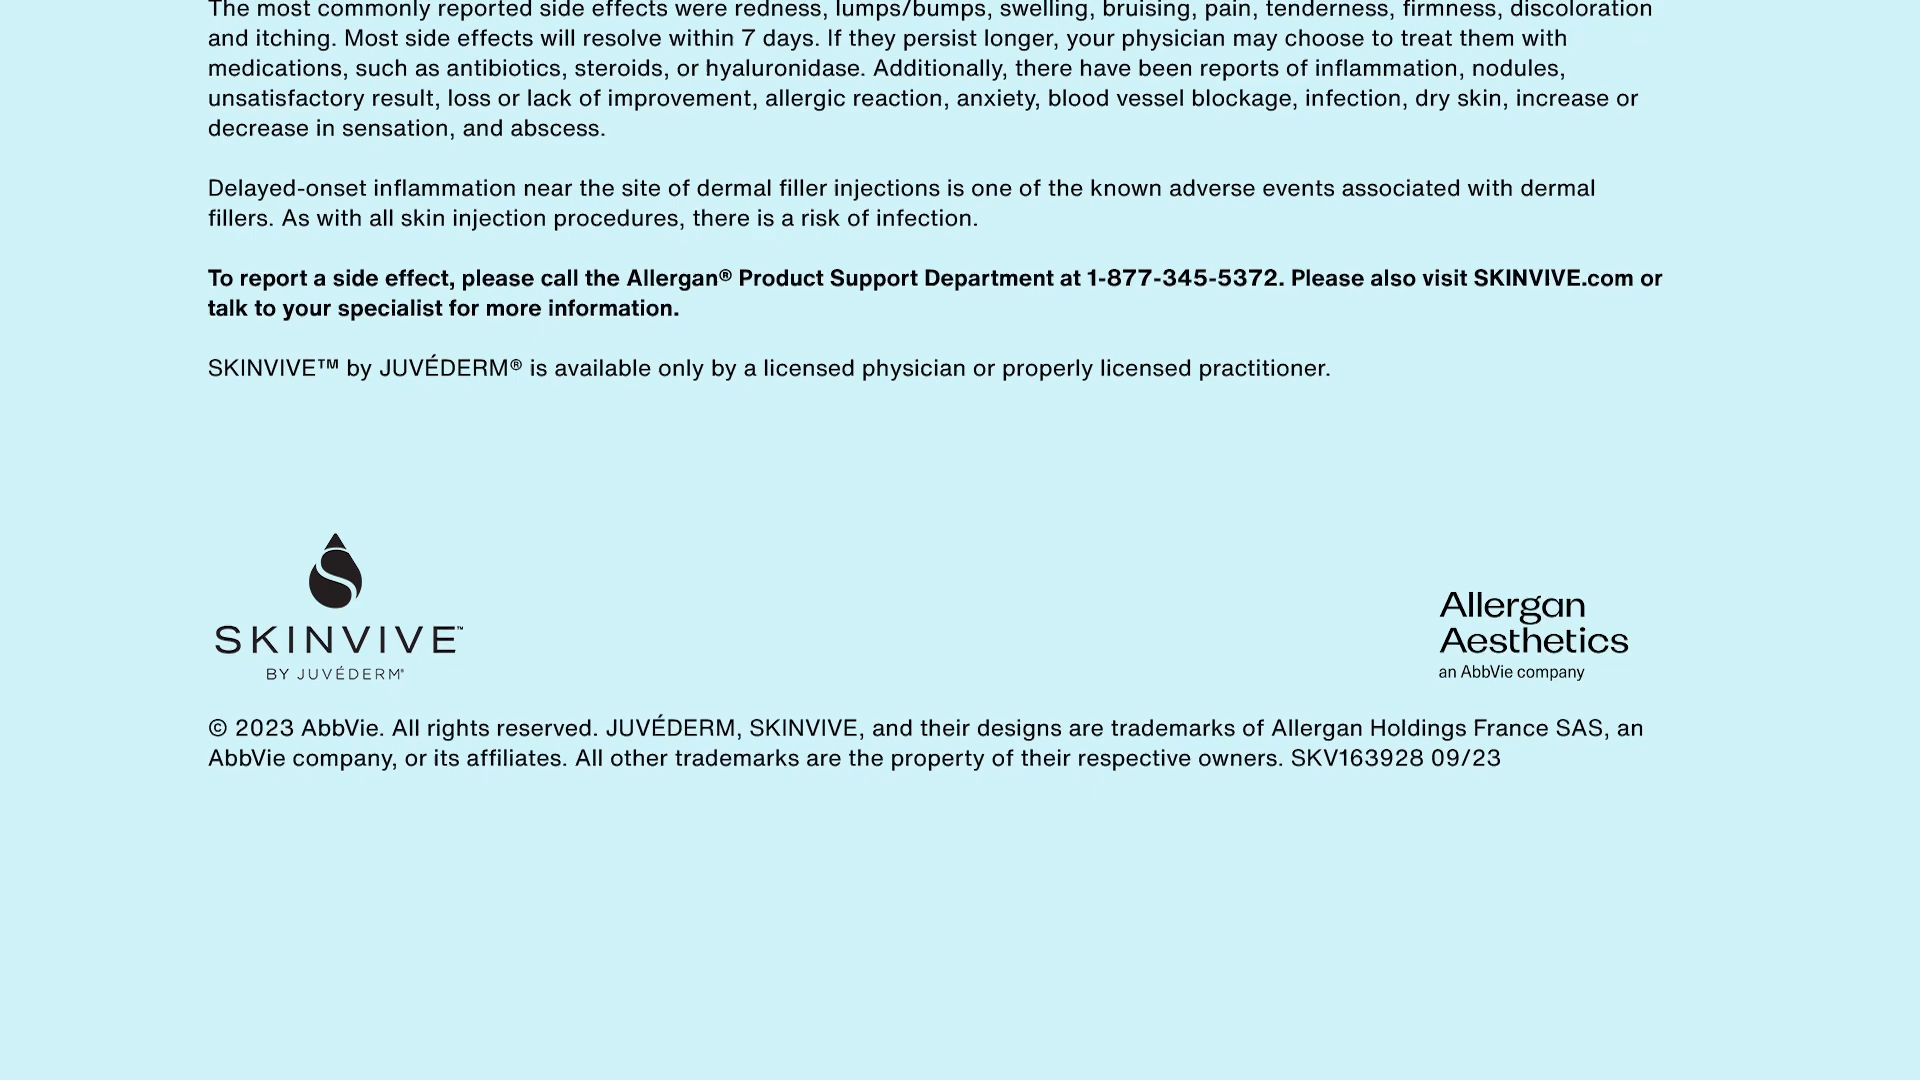 The most commonly reported side effects were redness, lumps/bumps, swelling, bruising, pain, tenderness, firmness, discoloration
and itching. Most side effects will resolve within 7 days. If they persist longer, your physician may choose to treat them with
medications, such as antibiotics, steroids, or hyaluronidase. Additionally, there have been reports of inflammation, nodules,
unsatisfactory result, loss or lack of improvement, allergic reaction, anxiety, blood vessel blockage, infection, dry skin, increase or
decrease in sensation, and abscess.
Delayed-onset inflammation near the site of dermal filler injections is one of the known adverse events associated with dermal
fillers. As with all skin injection procedures, there is a risk of infection.
To report a side effect, please call the Allergan® Product Support Department at 1-877-345-5372. Please also visit SKINVIVE.com or
talk to your specialist for more information.
SKINVIVE™ by JUVÉDERM® is available only by a licensed physician or properly licensed practitioner.
SKINVIVE™
BY JUVÉDERM®
Allergan
Aesthetics
an AbbVie company
© 2023 AbbVie. All rights reserved. JUVÉDERM, SKINVIVE, and their designs are trademarks of Allergan Holdings France SAS, an
AbbVie company, or its affiliates. All other trademarks are the property of their respective owners. SKV163928 09/23